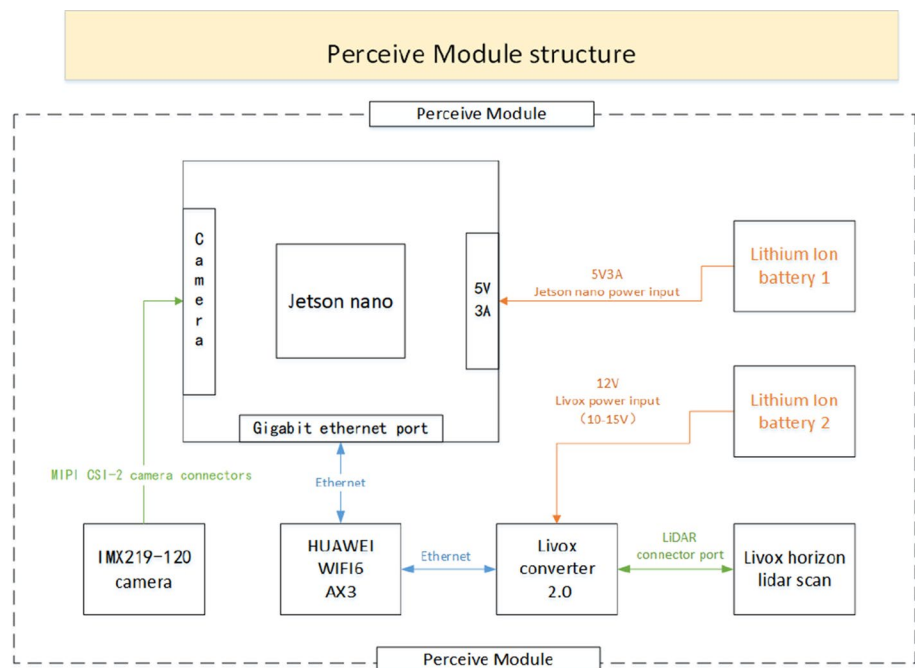 Perceive Module structure
Perceive Module
Camera
Jetson nano
5V
3A
5V3A
Jetson nano power input
Lithium Ion
battery 1
12V
Livox power input
(10-15V)
Lithium Ion
battery 2
Gigabit ethernet port
MIPI CSI-2 camera connectors
Ethernet
IMX219-120
camera
HUAWEI
WIFI6
AX3
Ethernet
Livox
converter
2.0
LiDAR
connector port
Livox horizon
lidar scan
Perceive Module